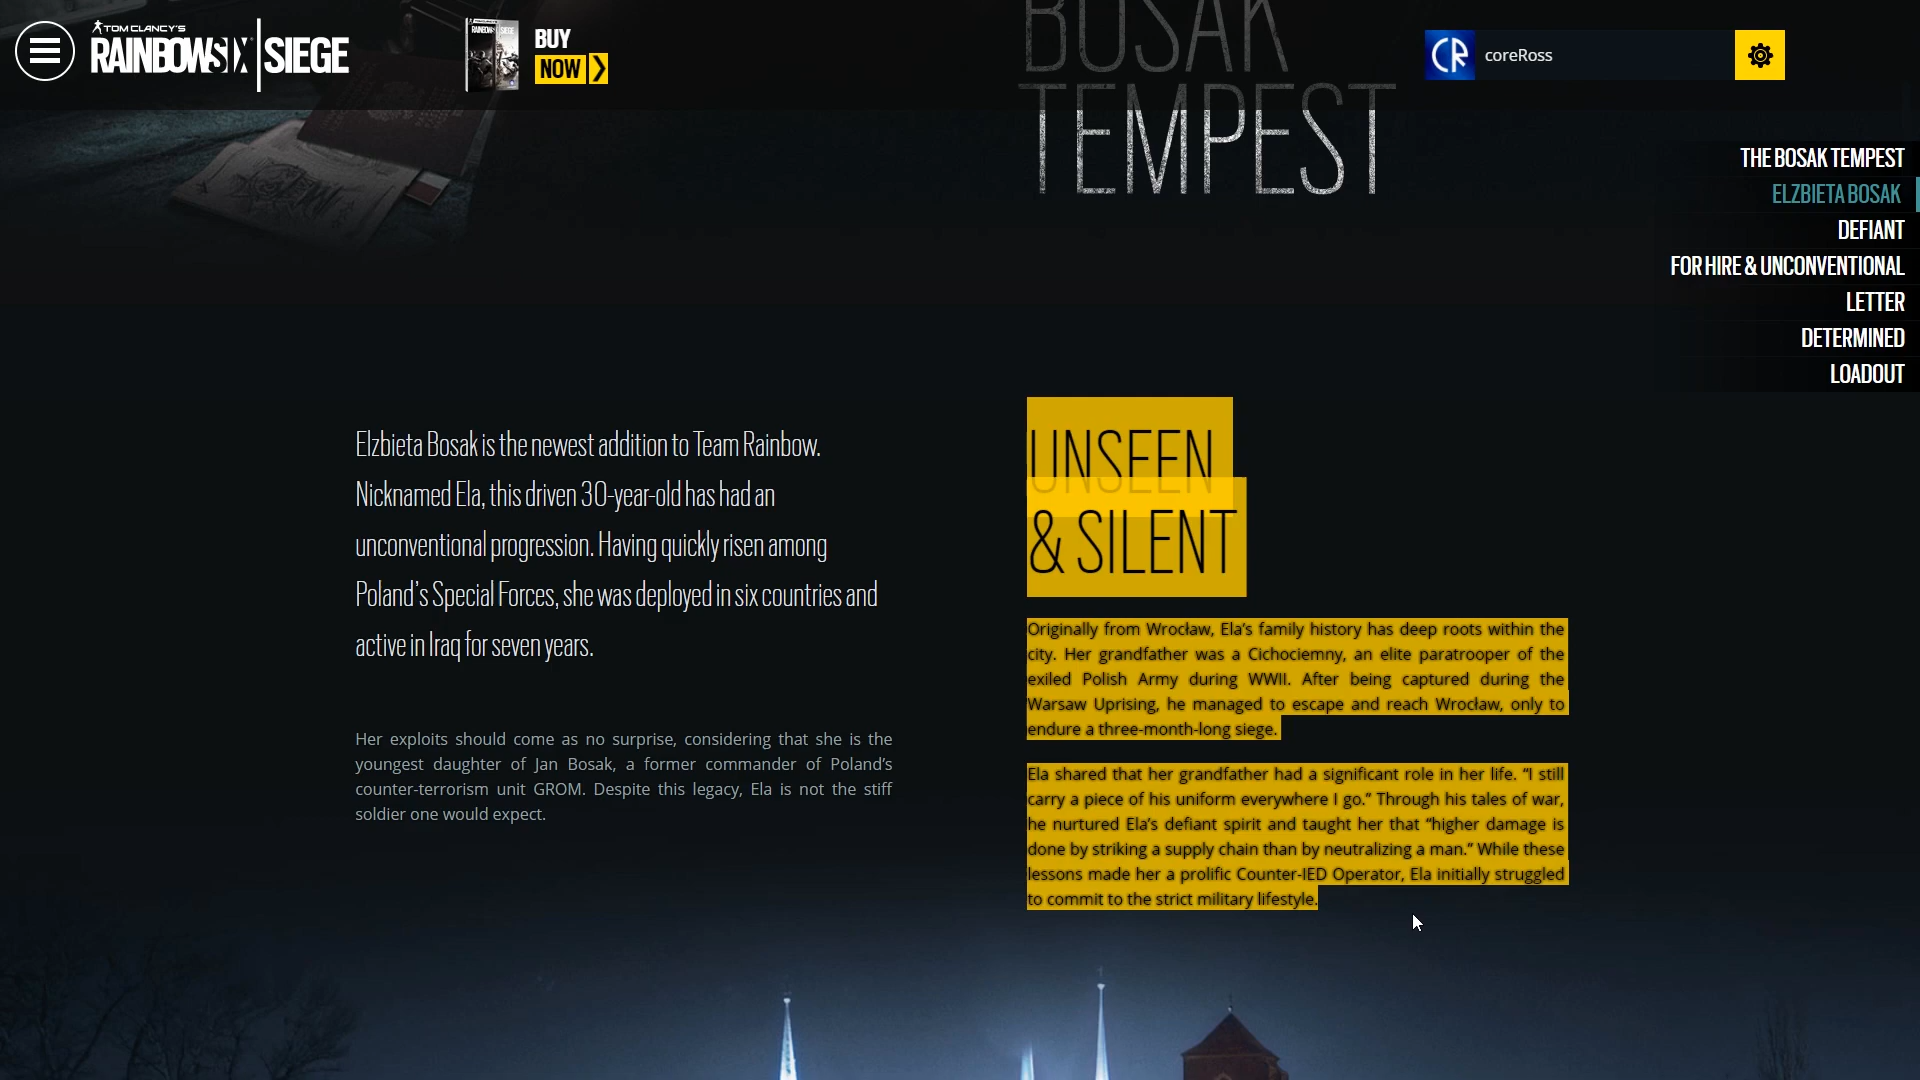 TOM CLANCY'S
RAINBOWSIX | SIEGE
BUY
NOW
BOSAK
TEMPEST
CR
coreRoss
THE BOSAK TEMPEST
ELZBIETA BOSAK
DEFIANT
FOR HIRE & UNCONVENTIONAL
LETTER
DETERMINED
LOADOUT
Elzbieta Bosak is the newest addition to Team Rainbow.
Nicknamed Ela, this driven 30-year-old has had an
unconventional progression. Having quickly risen among
Poland’s Special Forces, she was deployed in six countries and
active in Iraq for seven years.
Her exploits should come as no surprise, considering that she is the
youngest daughter of Jan Bosak, a former commander of Poland’s
counter-terrorism unit GROM. Despite this legacy, Ela is not the stiff
soldier one would expect.
UNSEEN
& SILENT
Originally from Wrocław, Ela’s family history has deep roots within the
city. Her grandfather was a Cichociemny, an elite paratrooper of the
exiled Polish Army during WWII. After being captured during the
Warsaw Uprising, he managed to escape and reach Wrocław, only to
endure a three-month-long siege.
Ela shared that her grandfather had a significant role in her life. “I still
carry a piece of his uniform everywhere I go.” Through his tales of war,
he nurtured Ela’s defiant spirit and taught her that “higher damage is
done by striking a supply chain than by neutralizing a man.” While these
lessons made her a prolific Counter-IED Operator, Ela initially struggled
to commit to the strict military lifestyle.